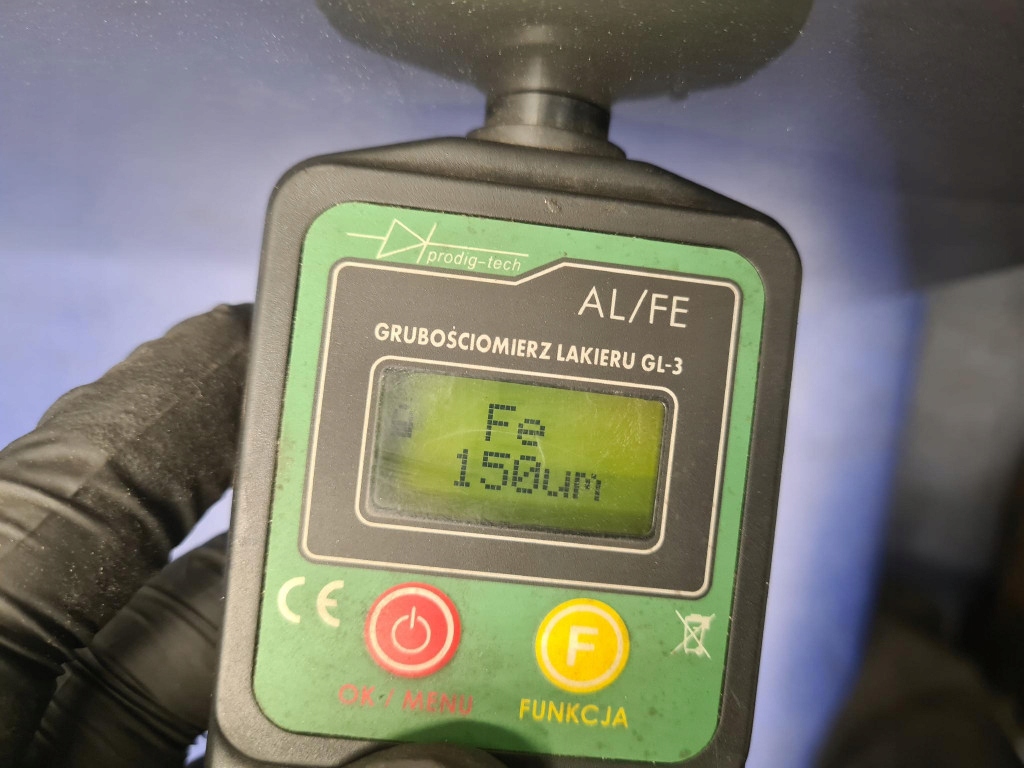 prodig-tech
AL/FE
GRUBOŚCIOMIERZ LAKIERU GL-3
Fe
150um
CE
F
OK / MENU
FUNKCJA